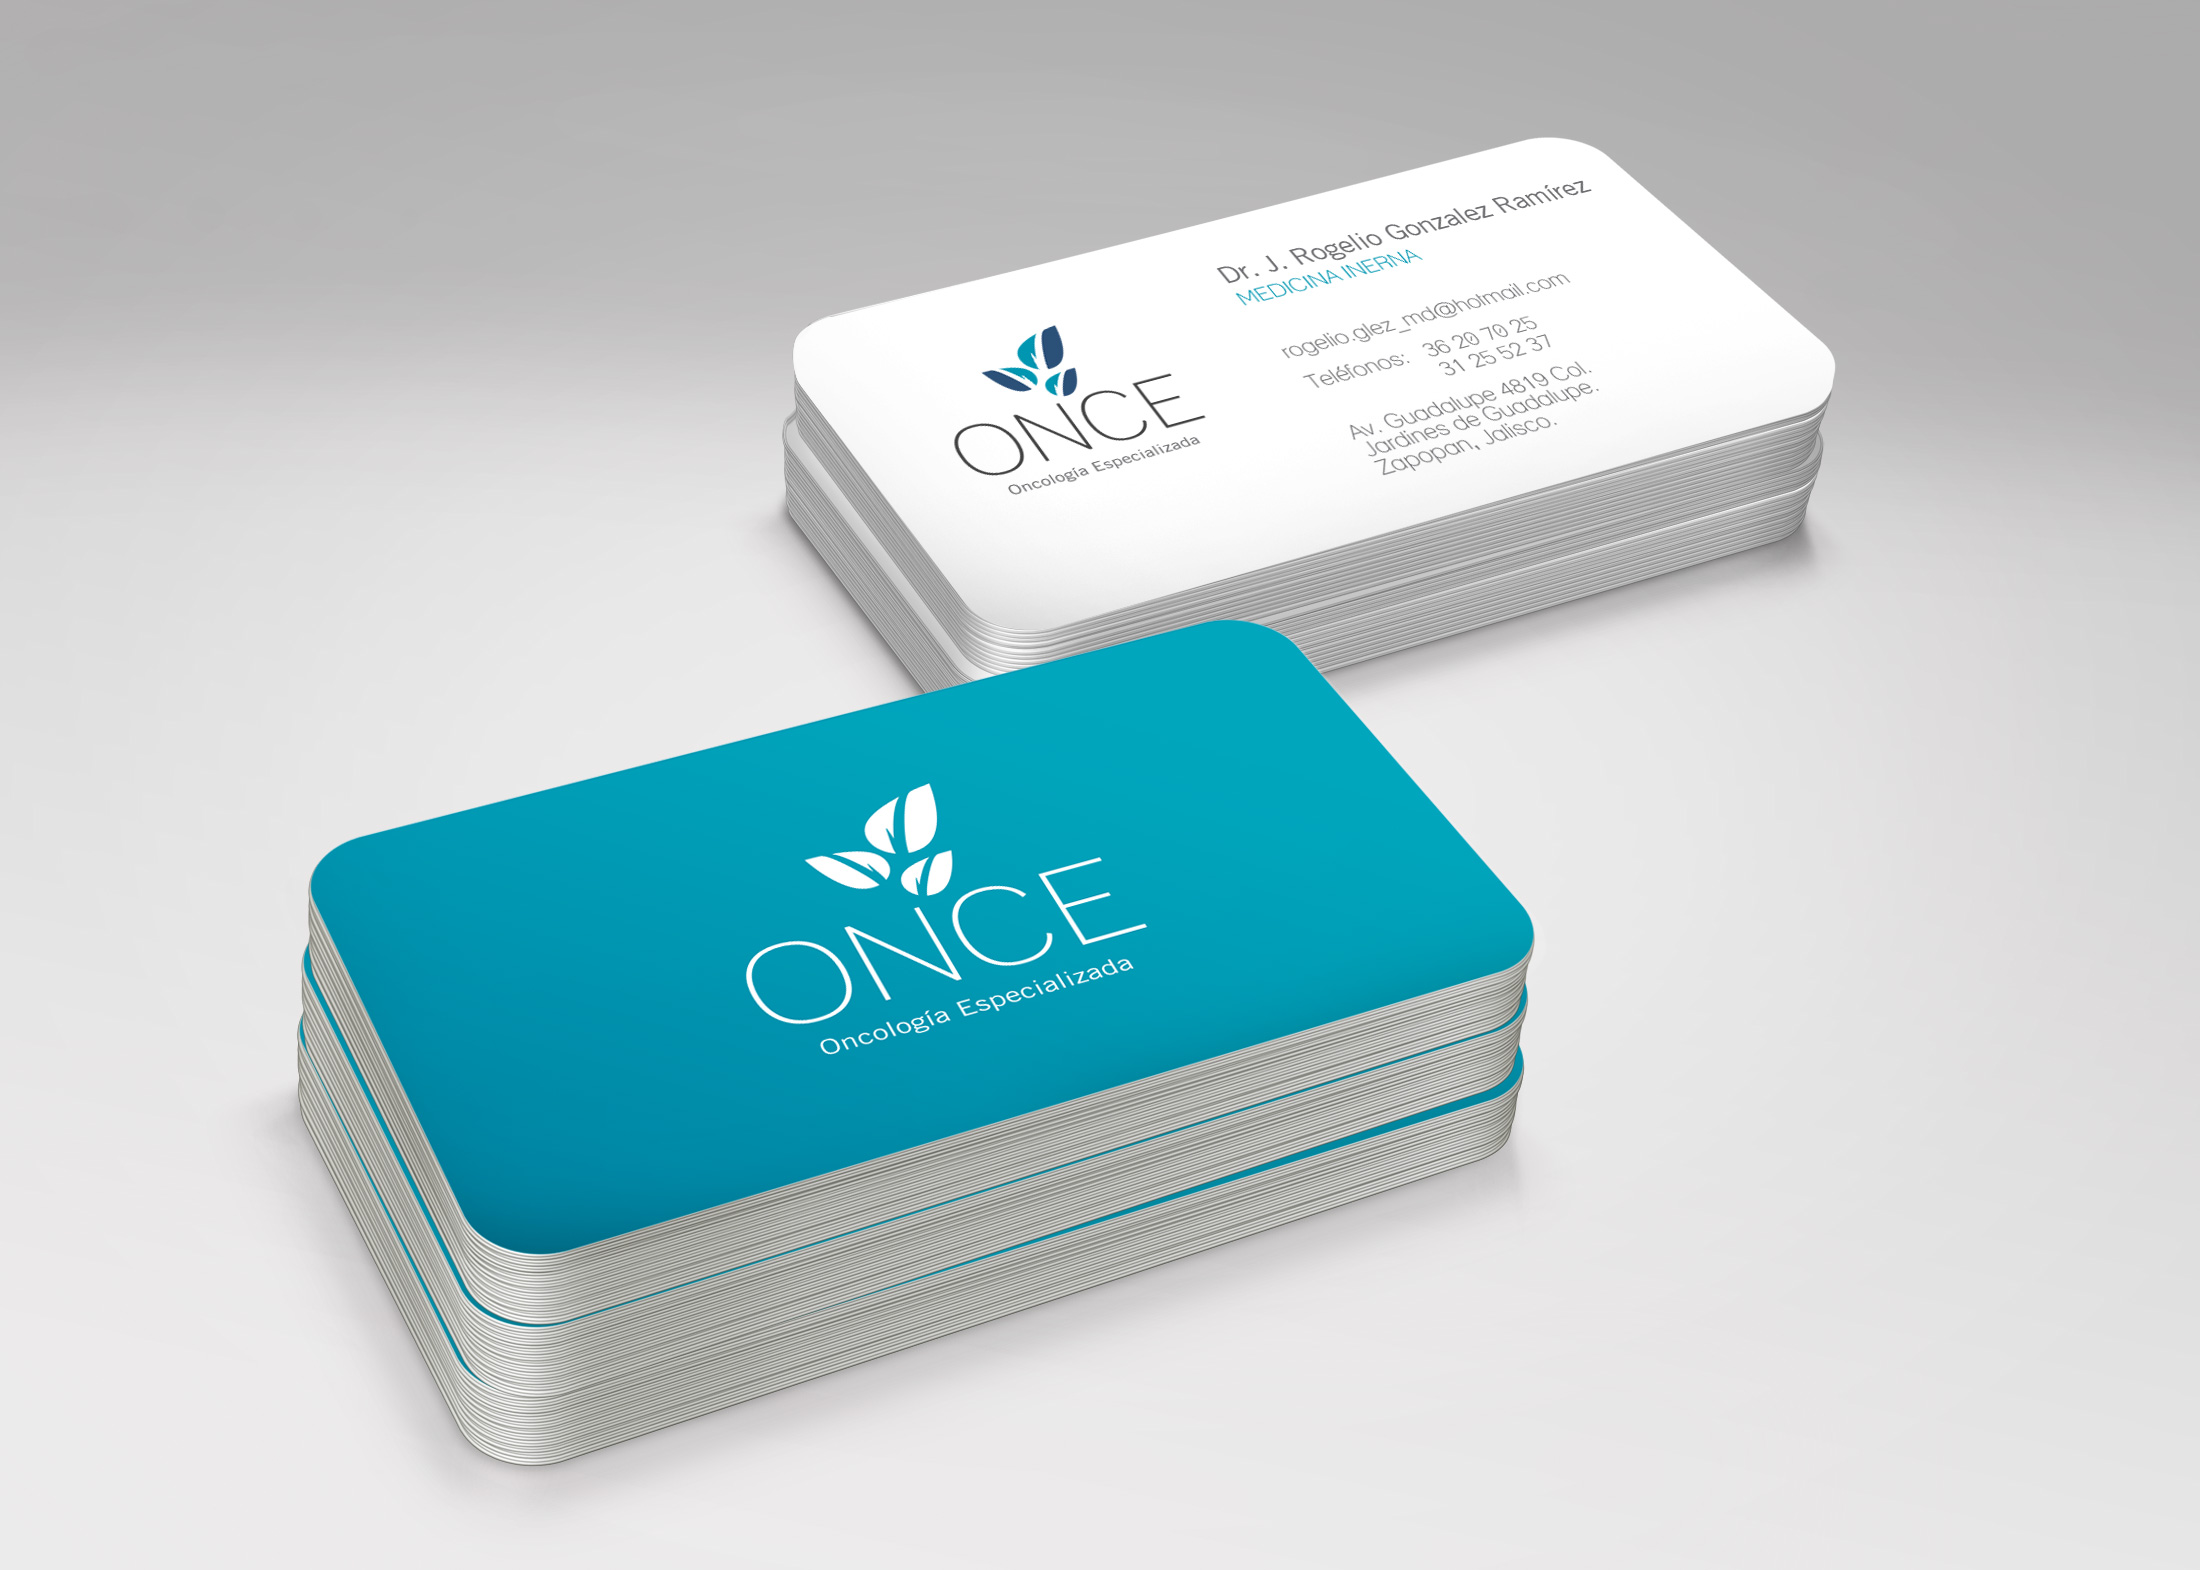 Dr. J. Rogelio Gonzalez Ramírez
MEDICINA INERNA
rogelio.glez_md@hotmail.com
Teléfonos: 36 20 70 25
31 25 52 37
Av. Guadalupe 4819 Col.
Jardines de Guadalupe.
Zapopan, Jalisco.
ONCE
Oncología Especializada
ONCE
Oncología Especializada